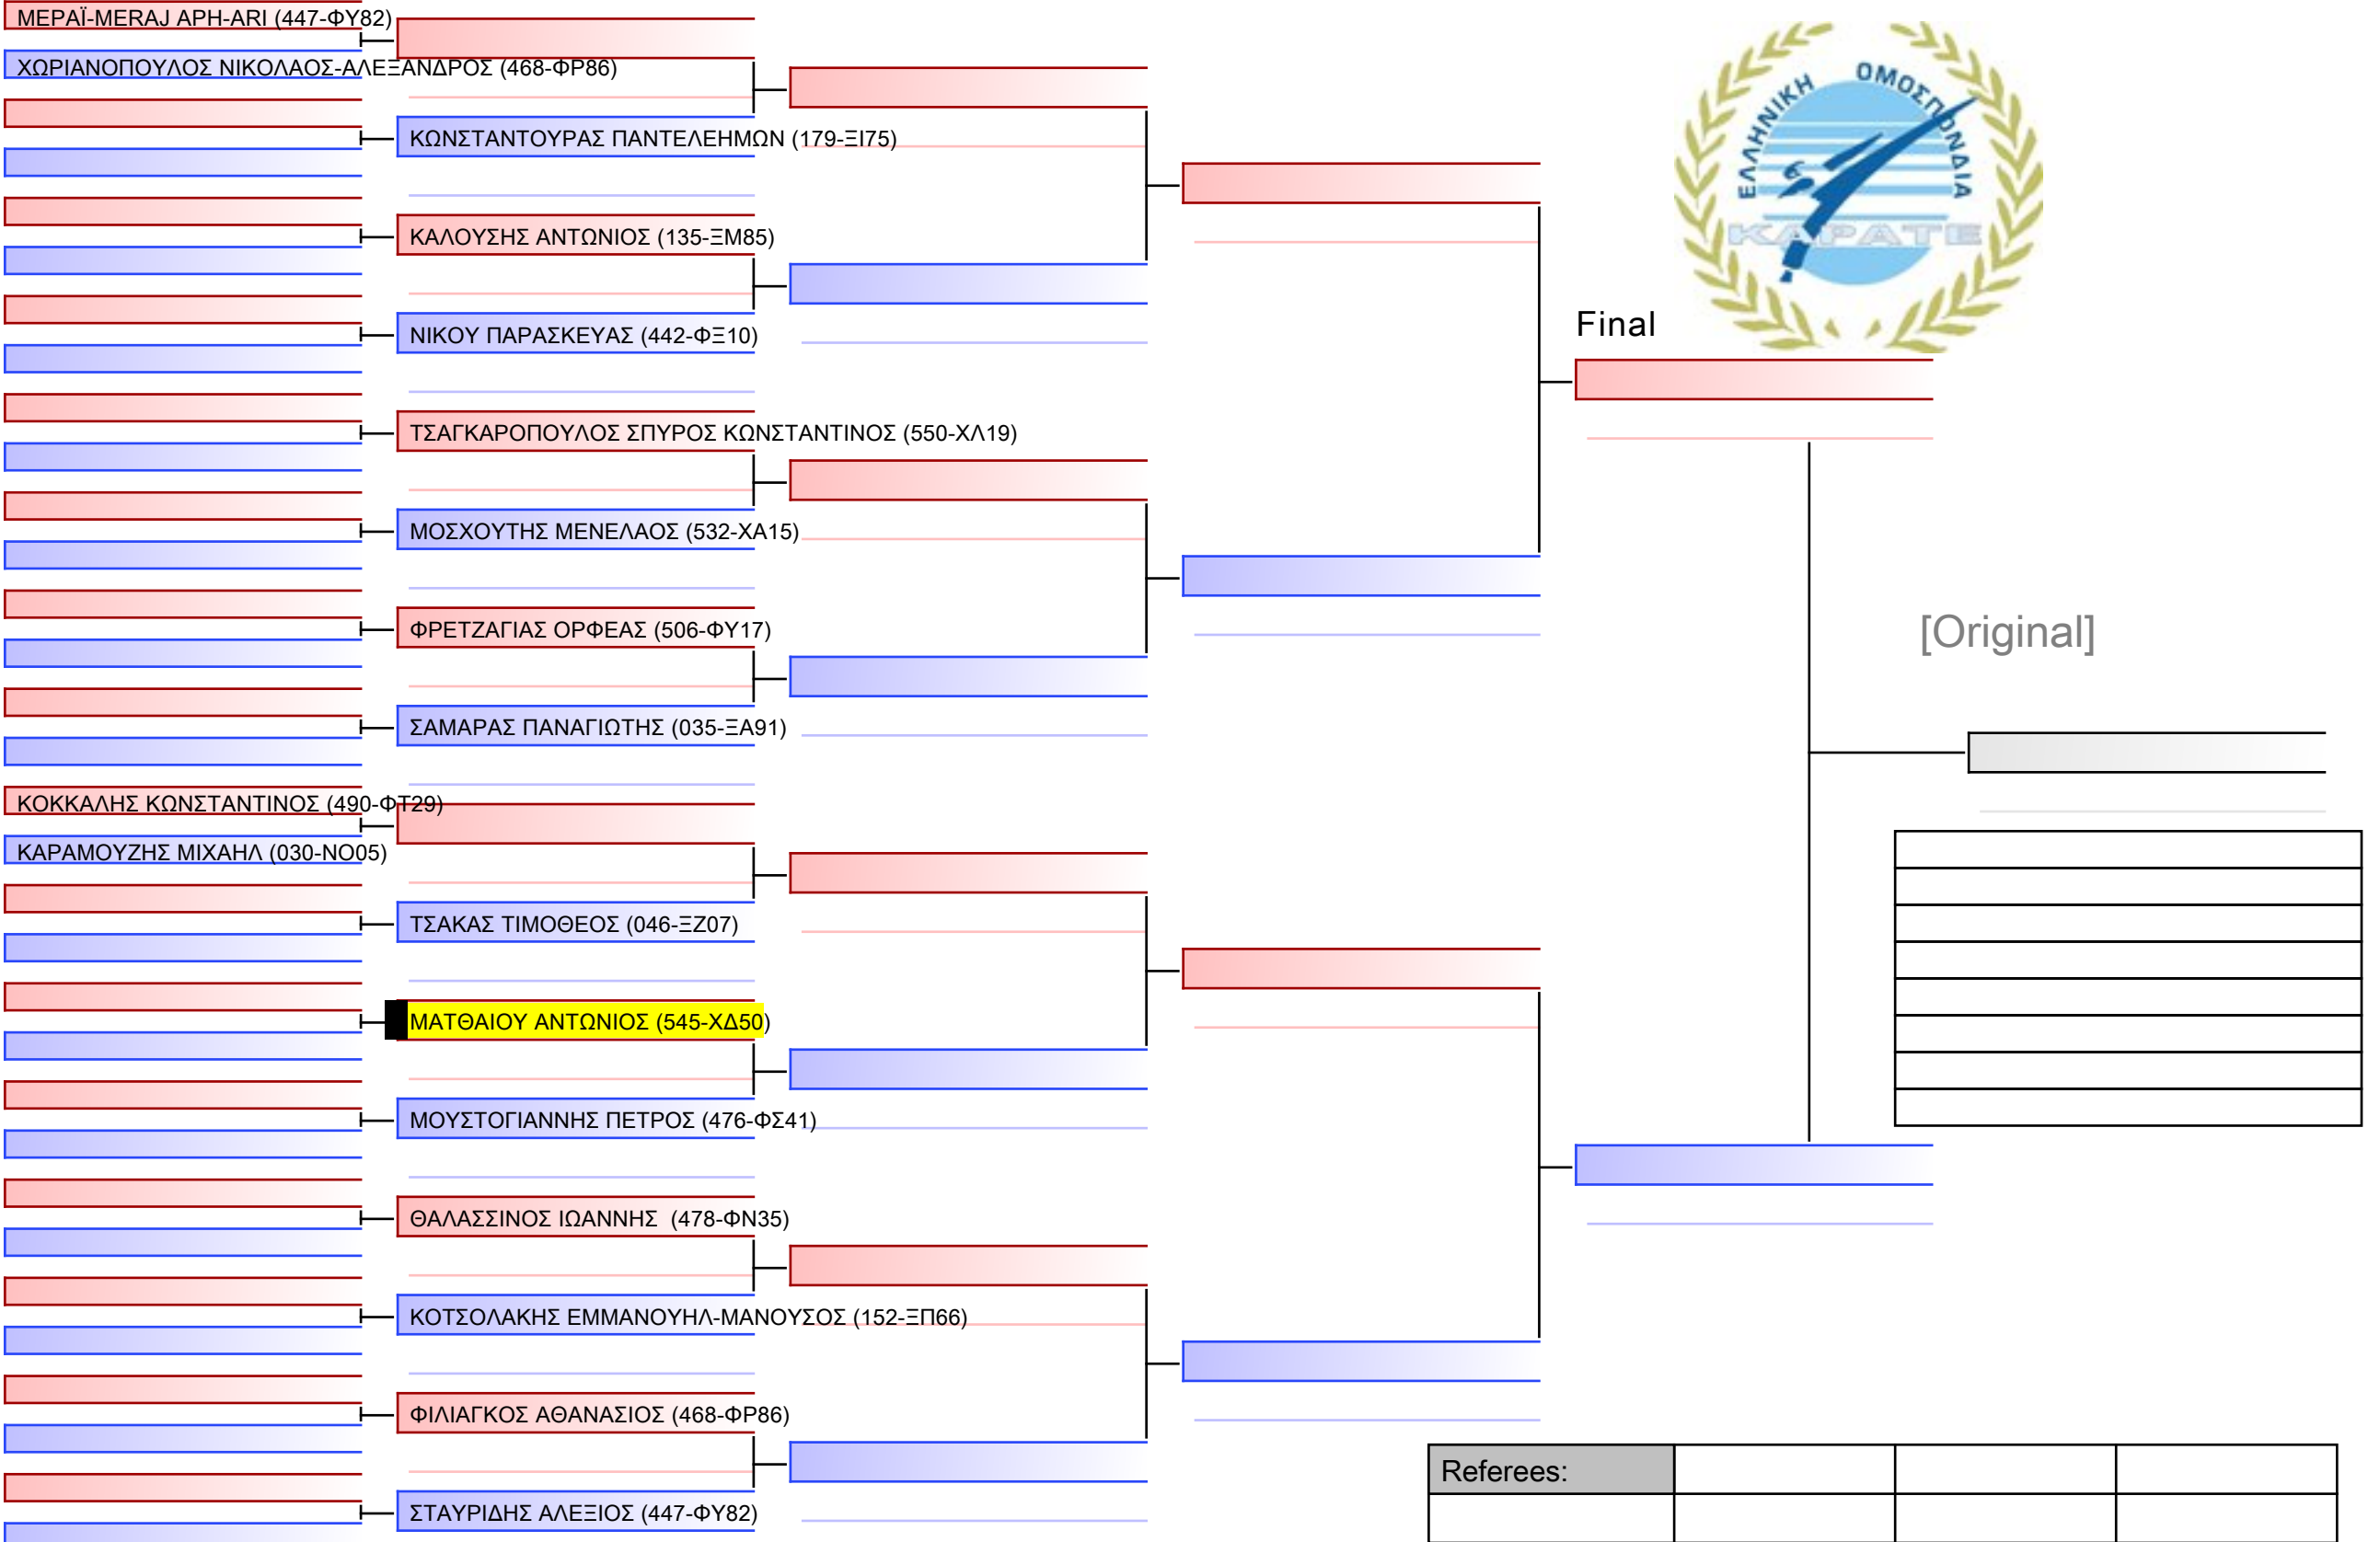 ΜΕΡΑΪ-MERAJ ΑΡΗ-ARI (447-ΦΥ82)
ΧΩΡΙΑΝΟΠΟΥΛΟΣ ΝΙΚΟΛΑΟΣ-ΑΛΕΞΑΝΔΡΟΣ (468-ΦΡ86)
ΚΩΝΣΤΑΝΤΟΥΡΑΣ ΠΑΝΤΕΛΕΗΜΩΝ (179-ΞΙ75)
ΚΑΛΟΥΣΗΣ ΑΝΤΩΝΙΟΣ (135-ΞΜ85)
ΝΙΚΟΥ ΠΑΡΑΣΚΕΥΑΣ (442-ΦΞ10)
ΤΣΑΓΚΑΡΟΠΟΥΛΟΣ ΣΠΥΡΟΣ ΚΩΝΣΤΑΝΤΙΝΟΣ (550-ΧΛ19)
ΜΟΣΧΟΥΤΗΣ ΜΕΝΕΛΑΟΣ (532-ΧΑ15)
ΦΡΕΤΖΑΓΙΑΣ ΟΡΦΕΑΣ (506-ΦΥ17)
ΣΑΜΑΡΑΣ ΠΑΝΑΓΙΩΤΗΣ (035-ΞΑ91)
ΚΟΚΚΑΛΗΣ ΚΩΝΣΤΑΝΤΙΝΟΣ (490-ΦΤ29)
ΚΑΡΑΜΟΥΖΗΣ ΜΙΧΑΗΛ (030-ΝΟ05)
ΤΣΑΚΑΣ ΤΙΜΟΘΕΟΣ (046-ΞΖ07)
ΜΑΤΘΑΙΟΥ ΑΝΤΩΝΙΟΣ (545-ΧΔ50)
ΜΟΥΣΤΟΓΙΑΝΝΗΣ ΠΕΤΡΟΣ (476-ΦΣ41)
ΘΑΛΑΣΣΙΝΟΣ ΙΩΑΝΝΗΣ (478-ΦΝ35)
ΚΟΤΣΟΛΑΚΗΣ ΕΜΜΑΝΟΥΗΛ-ΜΑΝΟΥΣΟΣ (152-ΞΠ66)
ΦΙΛΙΑΓΚΟΣ ΑΘΑΝΑΣΙΟΣ (468-ΦΡ86)
ΣΤΑΥΡΙΔΗΣ ΑΛΕΞΙΟΣ (447-ΦΥ82)
ΕΛΛΗΝΙΚΗ ΟΜΟΣΠΟΝΔΙΑ
ΚΑΡΑΤΕ
Final
[Original]
Referees: